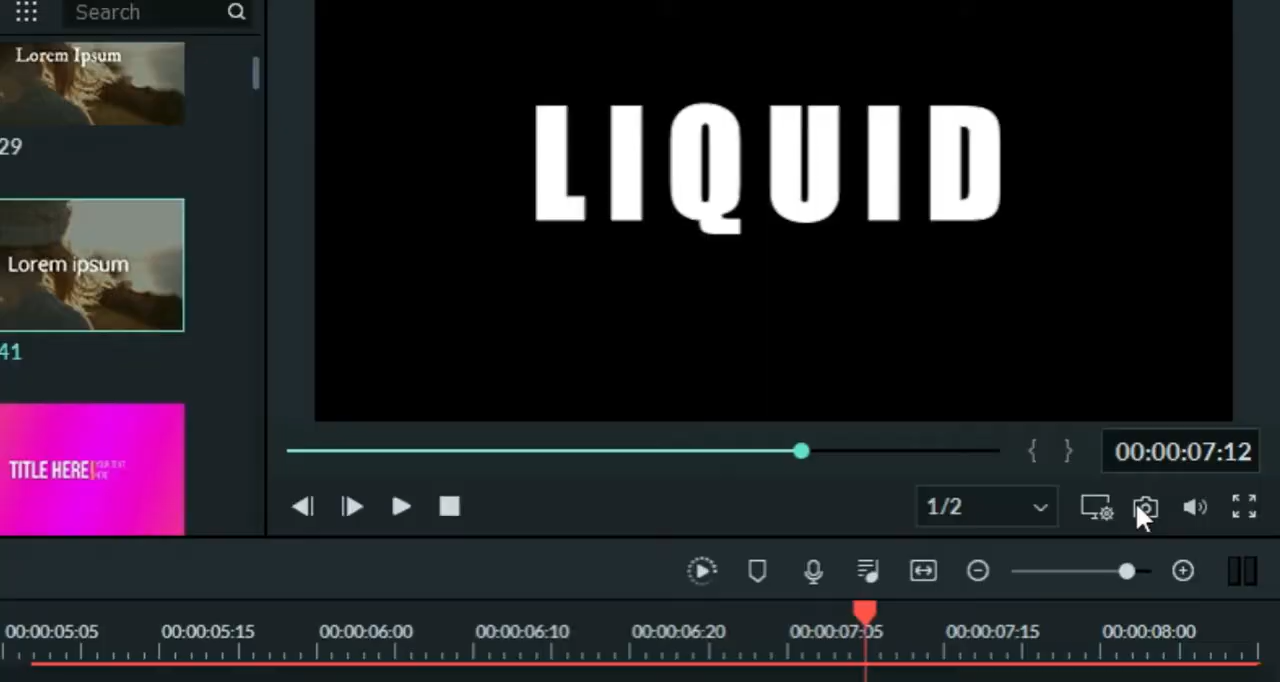 Search
Lorem Ipsum
29
Lorem ipsum
41
TITLE HERE
LIQUID
{ }
00:00:07:12
1/2
00:00:05:05 00:00:05:15 00:00:06:00 00:00:06:10 00:00:06:20 00:00:07:05 00:00:07:15 00:00:08:00